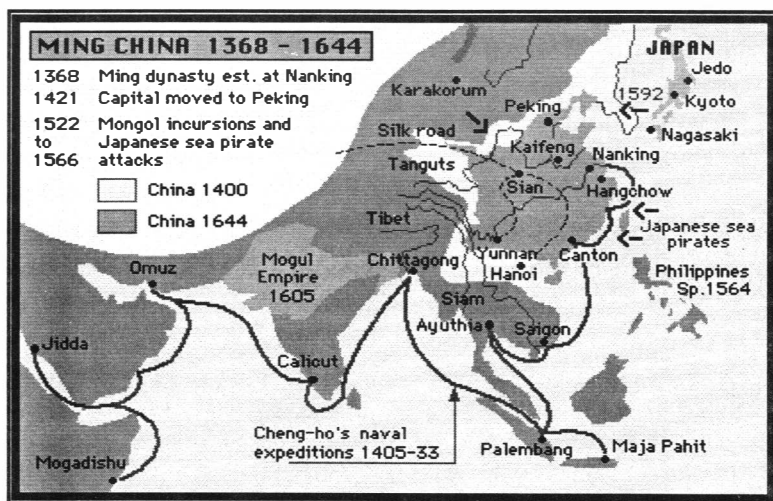 MING CHINA 1368 - 1644
1368 Ming dynasty est. at Nanking
1421 Capital moved to Peking
1522 Mongol incursions and
to Japanese sea pirate
1566 attacks
China 1400
China 1644
JAPAN
Jedo
Karakorum
1592
Kyoto
Peking
Nagasaki
Silk road
Kaifeng
Nanking
Tanguts
Sian
Hangchow
Tibet
Japanese sea
pirates
Yunnan
Canton
Omuz
Mogul
Empire
1605
Chittagong
Hanoi
Philippines
Sp.1564
Siam
Ayuthia
Saigon
Jidda
Calicut
Cheng-ho's naval
expeditions 1405-33
Palembang
Maja Pahit
Mogadishu